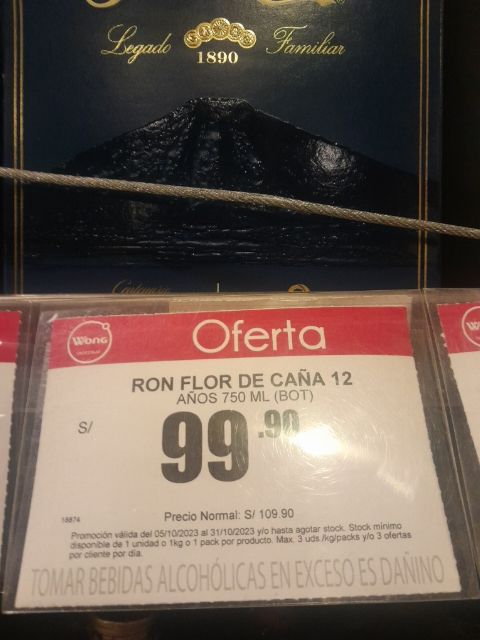 Legado Familiar
1890
Centenario
Wong
Oferta
RON FLOR DE CAÑA 12
AÑOS 750 ML (BOT)
S/ 99.90
Precio Normal: S/ 109.90
18874
Promoción válida del 05/10/2023 al 31/10/2023 y/o hasta agotar stock. Stock mínimo
disponible de 1 unidad o 1kg o 1 pack por producto. Max. 3 uds./kg/packs y/o 3 ofertas
por cliente por día.
TOMAR BEBIDAS ALCOHÓLICAS EN EXCESO ES DAÑINO